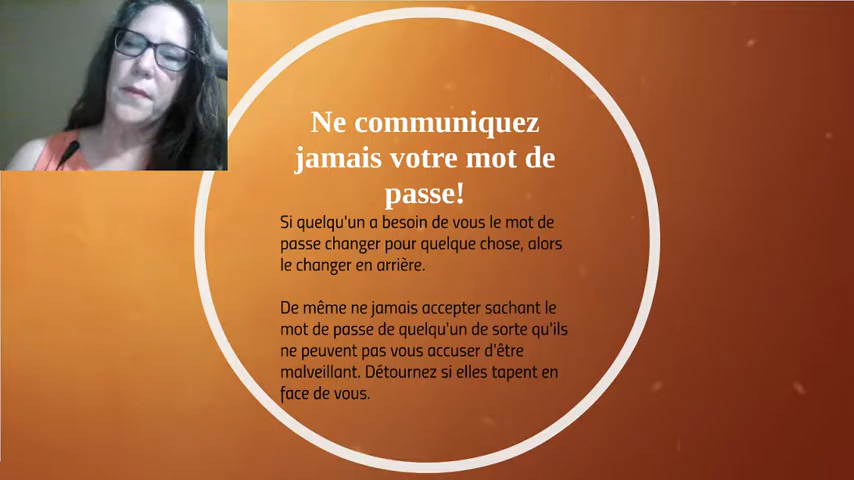 Ne communiquez
jamais votre mot de
passe!
Si quelqu'un a besoin de vous le mot de
passe changer pour quelque chose, alors
le changer en arrière.
De même ne jamais accepter sachant le
mot de passe de quelqu'un de sorte qu'ils
ne peuvent pas vous accuser d'être
malveillant. Détournez si elles tapent en
face de vous.